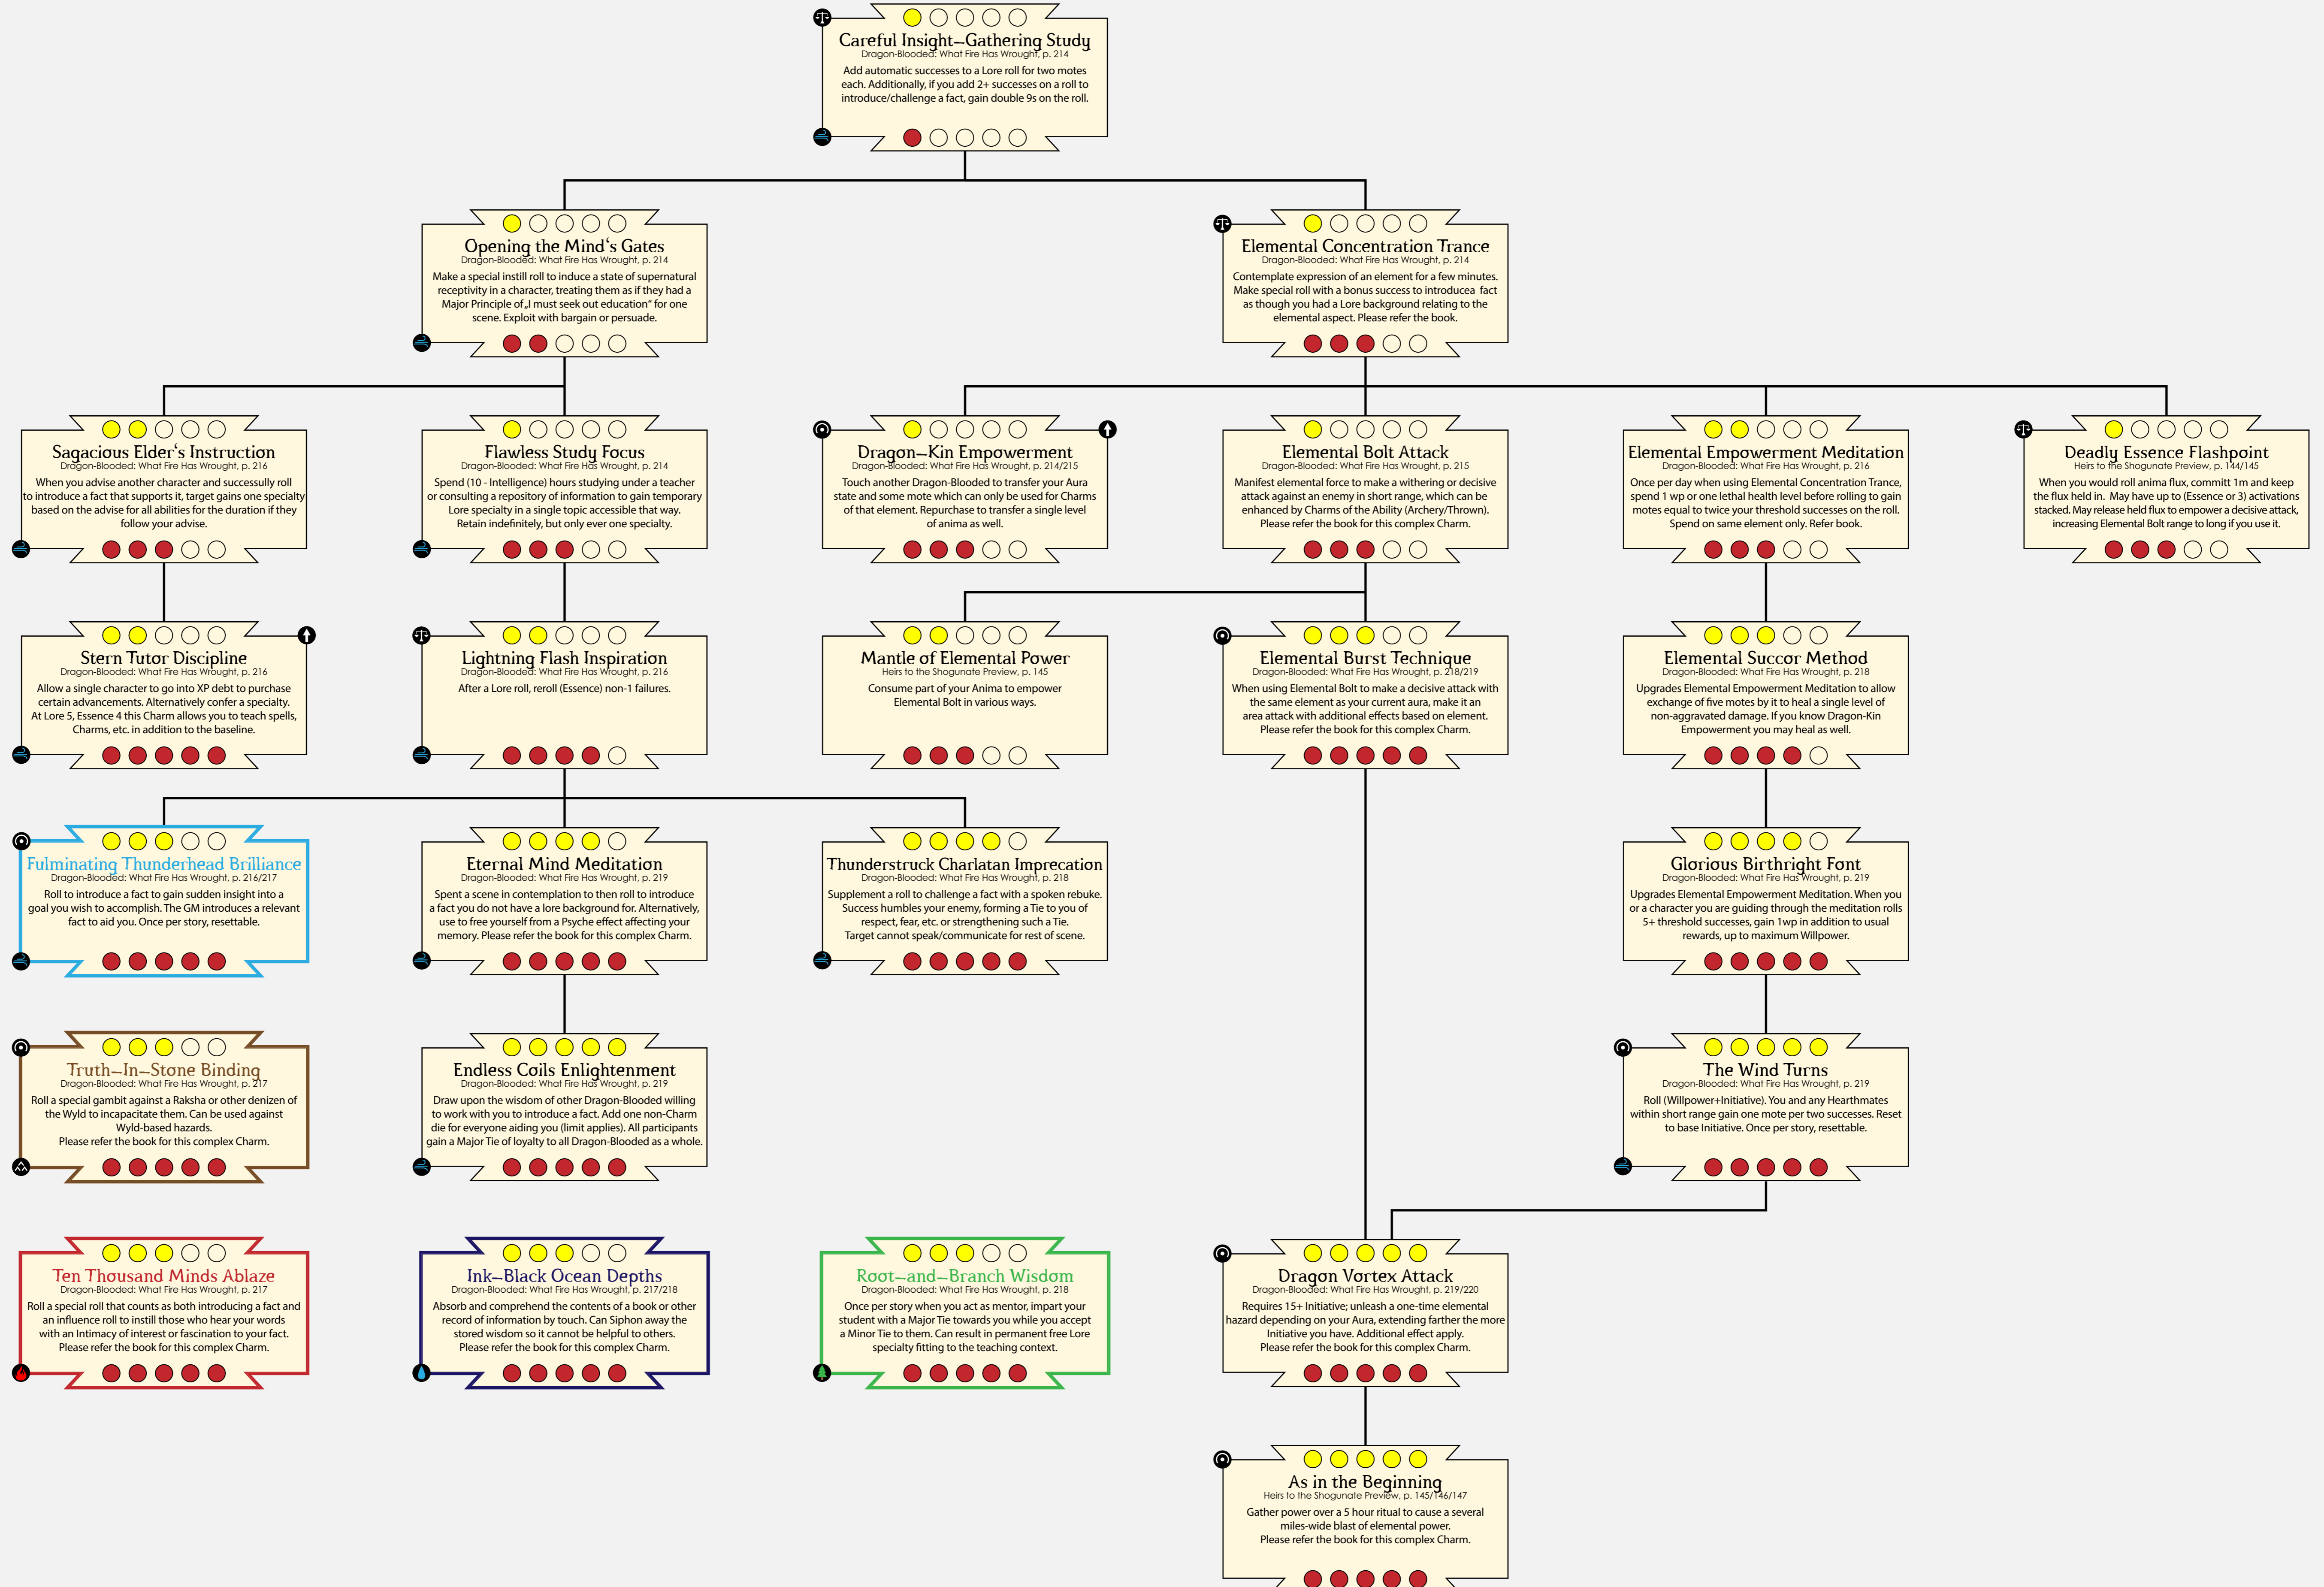 Careful Insight-Gathering Study
Dragon-Blooded: What Fire Has Wrought, p. 214
Add automatic successes to a Lore roll for two motes
each. Additionally, if you add 2+ successes on a roll to
introduce/challenge a fact, gain double 9s on the roll.
Opening the Mind‘s Gates
Dragon-Blooded: What Fire Has Wrought, p. 214
Make a special instill roll to induce a state of supernatural
receptivity in a character, treating them as if they had a
Major Principle of „I must seek out education“ for one
scene. Exploit with bargain or persuade.
Elemental Concentration Trance
Dragon-Blooded: What Fire Has Wrought, p. 214
Contemplate expression of an element for a few minutes.
Make special roll with a bonus success to introducea fact
as though you had a Lore background relating to the
elemental aspect. Please refer the book.
Sagacious Elder‘s Instruction
Dragon-Blooded: What Fire Has Wrought, p. 216
When you advise another character and successully roll
to introduce a fact that supports it, target gains one specialty
based on the advise for all abilities for the duration if they
follow your advise.
Flawless Study Focus
Dragon-Blooded: What Fire Has Wrought, p. 214
Spend (10 - Intelligence) hours studying under a teacher
or consulting a repository of information to gain temporary
Lore specialty in a single topic accessible that way.
Retain indefinitely, but only ever one specialty.
Dragon-Kin Empowerment
Dragon-Blooded: What Fire Has Wrought, p. 214/215
Touch another Dragon-Blooded to transfer your Aura
state and some mote which can only be used for Charms
of that element. Repurchase to transfer a single level
of anima as well.
Elemental Bolt Attack
Dragon-Blooded: What Fire Has Wrought, p. 215
Manifest elemental force to make a withering or decisive
attack against an enemy in short range, which can be
enhanced by Charms of the Ability (Archery/Thrown).
Please refer the book for this complex Charm.
Elemental Empowerment Meditation
Dragon-Blooded: What Fire Has Wrought, p. 216
Once per day when using Elemental Concentration Trance,
spend 1 wp or one lethal health level before rolling to gain
motes equal to twice your threshold successes on the roll.
Spend on same element only. Refer book.
Deadly Essence Flashpoint
Heirs to the Shogunate Preview, p. 144/145
When you would roll anima flux, committ 1m and keep
the flux held in. May have up to (Essence or 3) activations
stacked. May release held flux to empower a decisive attack,
increasing Elemental Bolt range to long if you use it.
Stern Tutor Discipline
Dragon-Blooded: What Fire Has Wrought, p. 216
Allow a single character to go into XP debt to purchase
certain advancements. Alternatively confer a specialty.
At Lore 5, Essence 4 this Charm allows you to teach spells,
Charms, etc. in addition to the baseline.
Lightning Flash Inspiration
Dragon-Blooded: What Fire Has Wrought, p. 216
After a Lore roll, reroll (Essence) non-1 failures.
Mantle of Elemental Power
Heirs to the Shogunate Preview, p. 145
Consume part of your Anima to empower
Elemental Bolt in various ways.
Elemental Burst Technique
Dragon-Blooded: What Fire Has Wrought, p. 218/219
When using Elemental Bolt to make a decisive attack with
the same element as your current aura, make it an
area attack with additional effects based on element.
Please refer the book for this complex Charm.
Elemental Succor Method
Dragon-Blooded: What Fire Has Wrought, p. 218
Upgrades Elemental Empowerment Meditation to allow
exchange of five motes by it to heal a single level of
non-aggravated damage. If you know Dragon-Kin
Empowerment you may heal as well.
Fulminating Thunderhead Brilliance
Dragon-Blooded: What Fire Has Wrought, p. 216/217
Roll to introduce a fact to gain sudden insight into a
goal you wish to accomplish. The GM introduces a relevant
fact to aid you. Once per story, resettable.
Eternal Mind Meditation
Dragon-Blooded: What Fire Has Wrought, p. 219
Spent a scene in contemplation to then roll to introduce
a fact you do not have a lore background for. Alternatively,
use to free yourself from a Psyche effect affecting your
memory. Please refer the book for this complex Charm.
Thunderstruck Charlatan Imprecation
Dragon-Blooded: What Fire Has Wrought, p. 218
Supplement a roll to challenge a fact with a spoken rebuke.
Success humbles your enemy, forming a Tie to you of
respect, fear, etc. or strengthening such a Tie.
Target cannot speak/communicate for rest of scene.
Glorious Birthright Font
Dragon-Blooded: What Fire Has Wrought, p. 219
Upgrades Elemental Empowerment Meditation. When you
or a character you are guiding through the meditation rolls
5+ threshold successes, gain 1wp in addition to usual
rewards, up to maximum Willpower.
Truth-In-Stone Binding
Dragon-Blooded: What Fire Has Wrought, p. 217
Roll a special gambit against a Raksha or other denizen of
the Wyld to incapacitate them. Can be used against
Wyld-based hazards.
Please refer the book for this complex Charm.
Endless Coils Enlightenment
Dragon-Blooded: What Fire Has Wrought, p. 219
Draw upon the wisdom of other Dragon-Blooded willing
to work with you to introduce a fact. Add one non-Charm
die for everyone aiding you (limit applies). All participants
gain a Major Tie of loyalty to all Dragon-Blooded as a whole.
The Wind Turns
Dragon-Blooded: What Fire Has Wrought, p. 219
Roll (Willpower+Initiative). You and any Hearthmates
within short range gain one mote per two successes. Reset
to base Initiative. Once per story, resettable.
Ten Thousand Minds Ablaze
Dragon-Blooded: What Fire Has Wrought, p. 217
Roll a special roll that counts as both introducing a fact and
an influence roll to instill those who hear your words
with an Intimacy of interest or fascination to your fact.
Please refer the book for this complex Charm.
Ink-Black Ocean Depths
Dragon-Blooded: What Fire Has Wrought, p. 217/218
Absorb and comprehend the contents of a book or other
record of information by touch. Can Siphon away the
stored wisdom so it cannot be helpful to others.
Please refer the book for this complex Charm.
Root-and-Branch Wisdom
Dragon-Blooded: What Fire Has Wrought, p. 218
Once per story when you act as mentor, impart your
student with a Major Tie towards you while you accept
a Minor Tie to them. Can result in permanent free Lore
specialty fitting to the teaching context.
Dragon Vortex Attack
Dragon-Blooded: What Fire Has Wrought, p. 219/220
Requires 15+ Initiative; unleash a one-time elemental
hazard depending on your Aura, extending farther the more
Initiative you have. Additional effect apply.
Please refer the book for this complex Charm.
As in the Beginning
Heirs to the Shogunate Preview, p. 145/146/147
Gather power over a 5 hour ritual to cause a several
miles-wide blast of elemental power.
Please refer the book for this complex Charm.